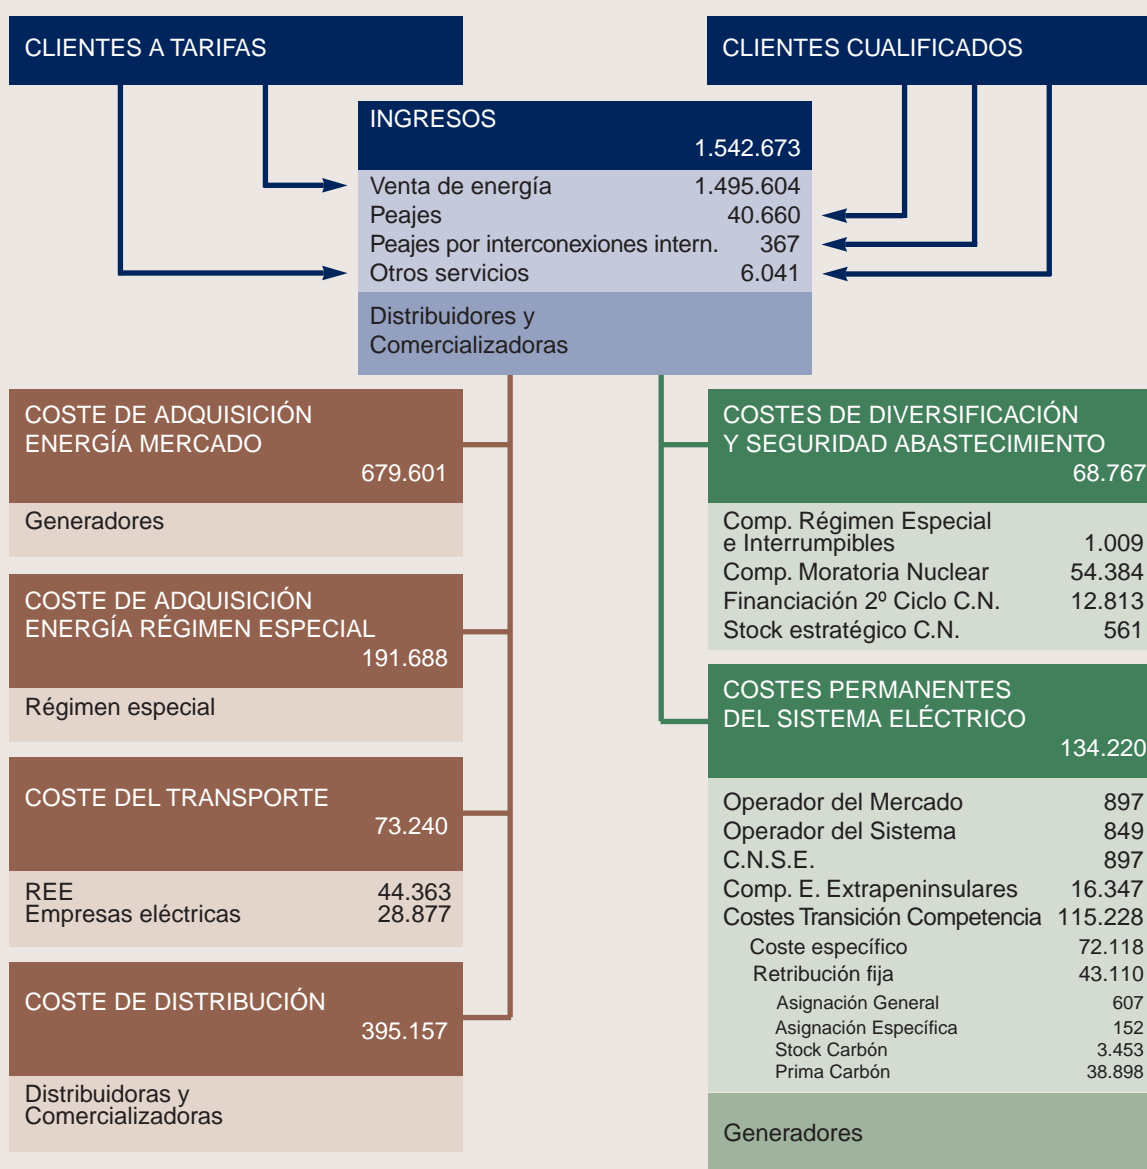 CLIENTES A TARIFAS
CLIENTES CUALIFICADOS
INGRESOS
1.542.673
Venta de energía 1.495.604
Peajes 40.660
Peajes por interconexiones intern. 367
Otros servicios 6.041
Distribuidores y
Comercializadoras
COSTE DE ADQUISICIÓN
ENERGÍA MERCADO
679.601
Generadores
COSTE DE ADQUISICIÓN
ENERGÍA RÉGIMEN ESPECIAL
191.688
Régimen especial
COSTE DEL TRANSPORTE
73.240
REE 44.363
Empresas eléctricas 28.877
COSTE DE DISTRIBUCIÓN
395.157
Distribuidoras y
Comercializadoras
COSTES DE DIVERSIFICACIÓN
Y SEGURIDAD ABASTECIMIENTO
68.767
Comp. Régimen Especial
e Interrumpibles 1.009
Comp. Moratoria Nuclear 54.384
Financiación 2º Ciclo C.N. 12.813
Stock estratégico C.N. 561
COSTES PERMANENTES
DEL SISTEMA ELÉCTRICO
134.220
Operador del Mercado 897
Operador del Sistema 849
C.N.S.E. 897
Comp. E. Extrapeninsulares 16.347
Costes Transición Competencia 115.228
Coste específico 72.118
Retribución fija 43.110
Asignación General 607
Asignación Específica 152
Stock Carbón 3.453
Prima Carbón 38.898
Generadores